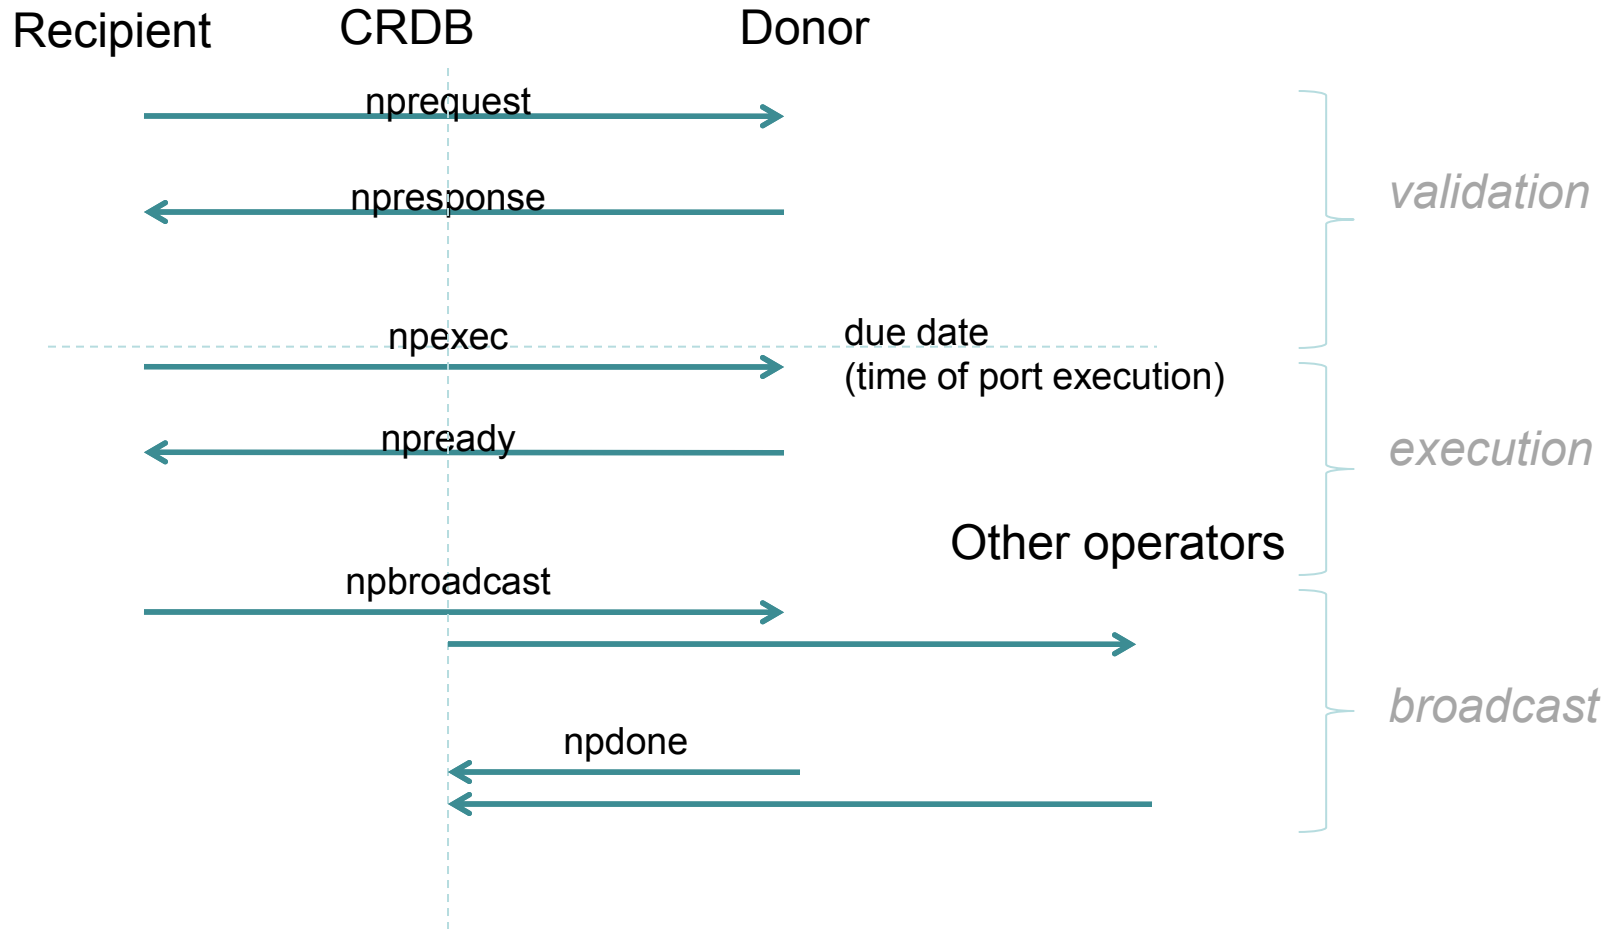 Recipient
CRDB
Donor
nprequest
npresponse
validation
npexec
due date
(time of port execution)
npready
execution
Other operators
npbroadcast
broadcast
npdone